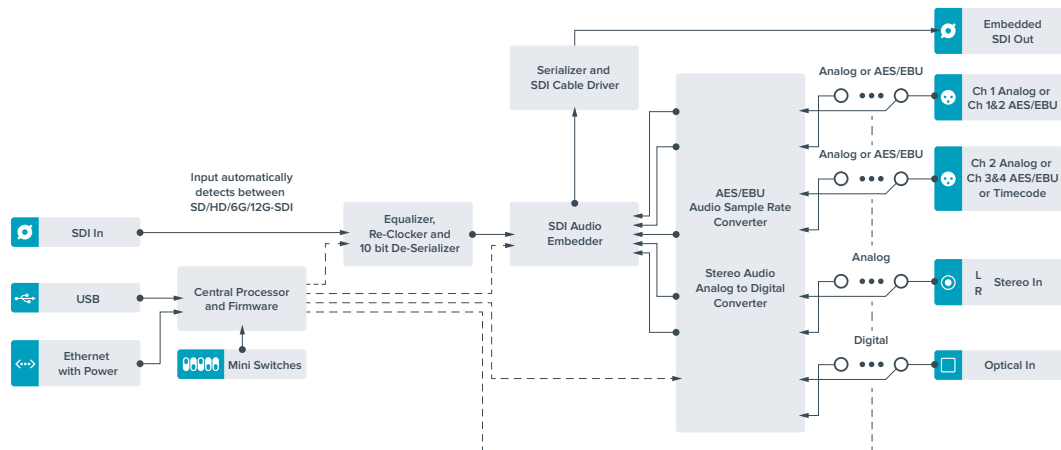 Embedded
SDI Out
Serializer and
SDI Cable Driver
Analog or AES/EBU
Ch 1 Analog or
Ch 1&2 AES/EBU
Analog or AES/EBU
Ch 2 Analog or
Ch 3&4 AES/EBU
or Timecode
Input automatically
detects between
SD/HD/6G/12G-SDI
AES/EBU
Audio Sample Rate
Converter
SDI In
Equalizer,
Re-Clocker and
10 bit De-Serializer
SDI Audio
Embedder
Analog
Stereo Audio
Analog to Digital
Converter
L
R
Stereo In
USB
Central Processor
and Firmware
Digital
Ethernet
with Power
Mini Switches
Optical In